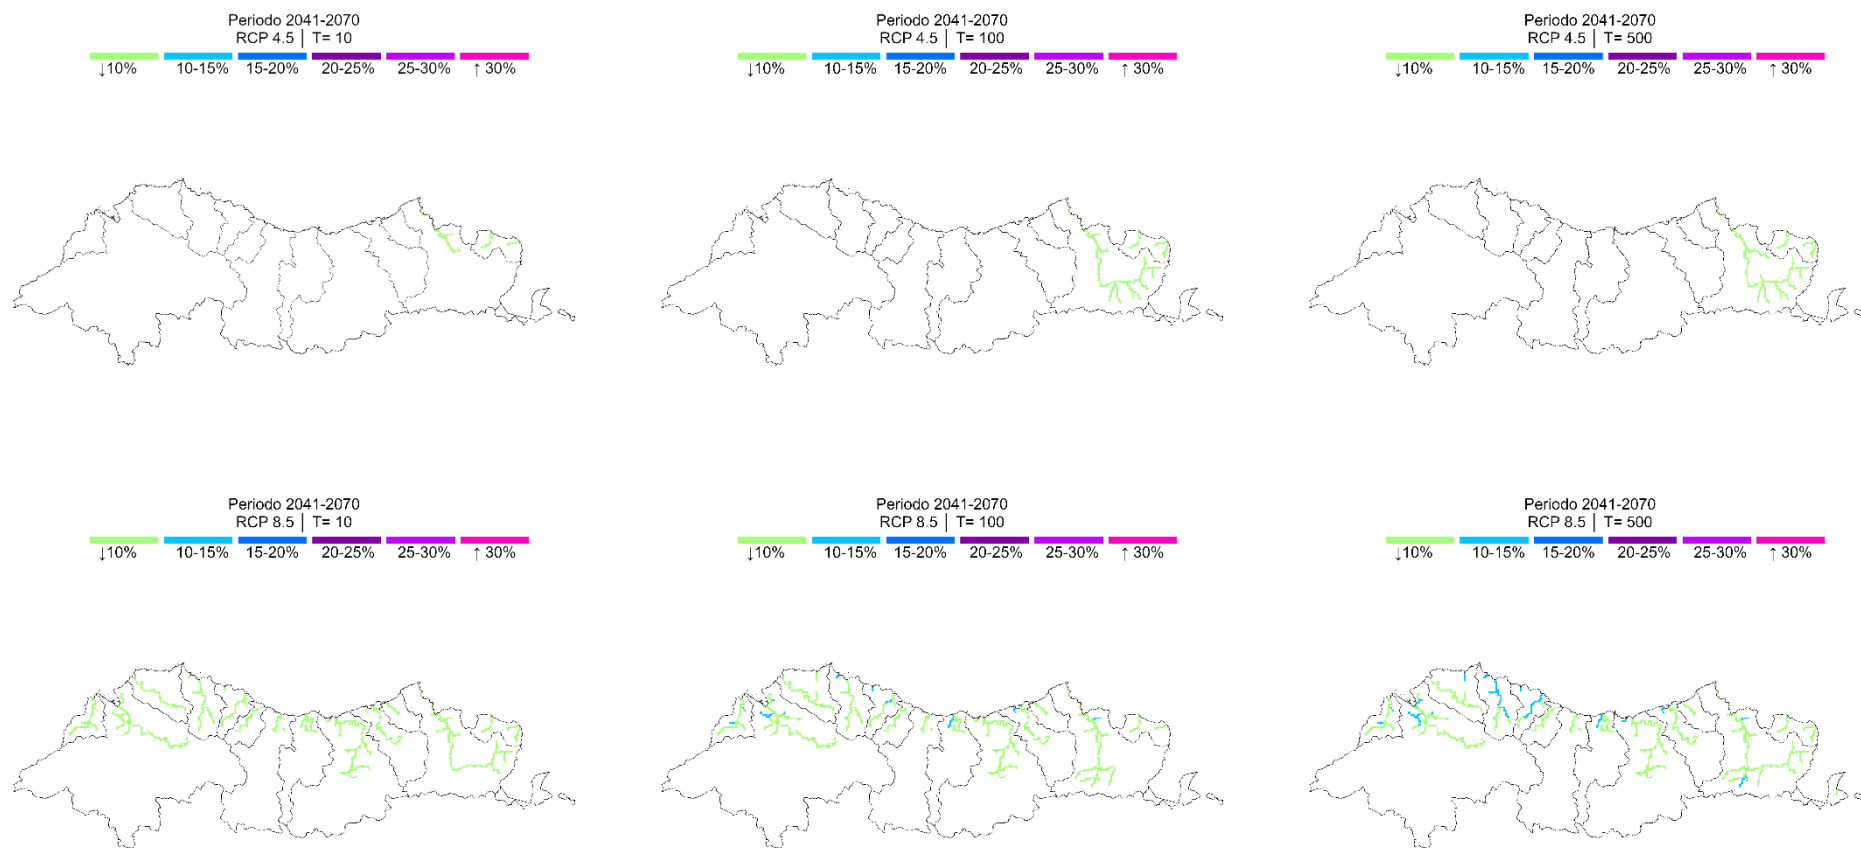 Periodo 2041-2070
RCP 4.5 | T= 10
↓10% 10-15% 15-20% 20-25% 25-30% ↑ 30%
Periodo 2041-2070
RCP 4.5 | T= 100
↓10% 10-15% 15-20% 20-25% 25-30% ↑ 30%
Periodo 2041-2070
RCP 4.5 | T= 500
↓10% 10-15% 15-20% 20-25% 25-30% ↑ 30%
Periodo 2041-2070
RCP 8.5 | T= 10
↓10% 10-15% 15-20% 20-25% 25-30% ↑ 30%
Periodo 2041-2070
RCP 8.5 | T= 100
↓10% 10-15% 15-20% 20-25% 25-30% ↑ 30%
Periodo 2041-2070
RCP 8.5 | T= 500
↓10% 10-15% 15-20% 20-25% 25-30% ↑ 30%